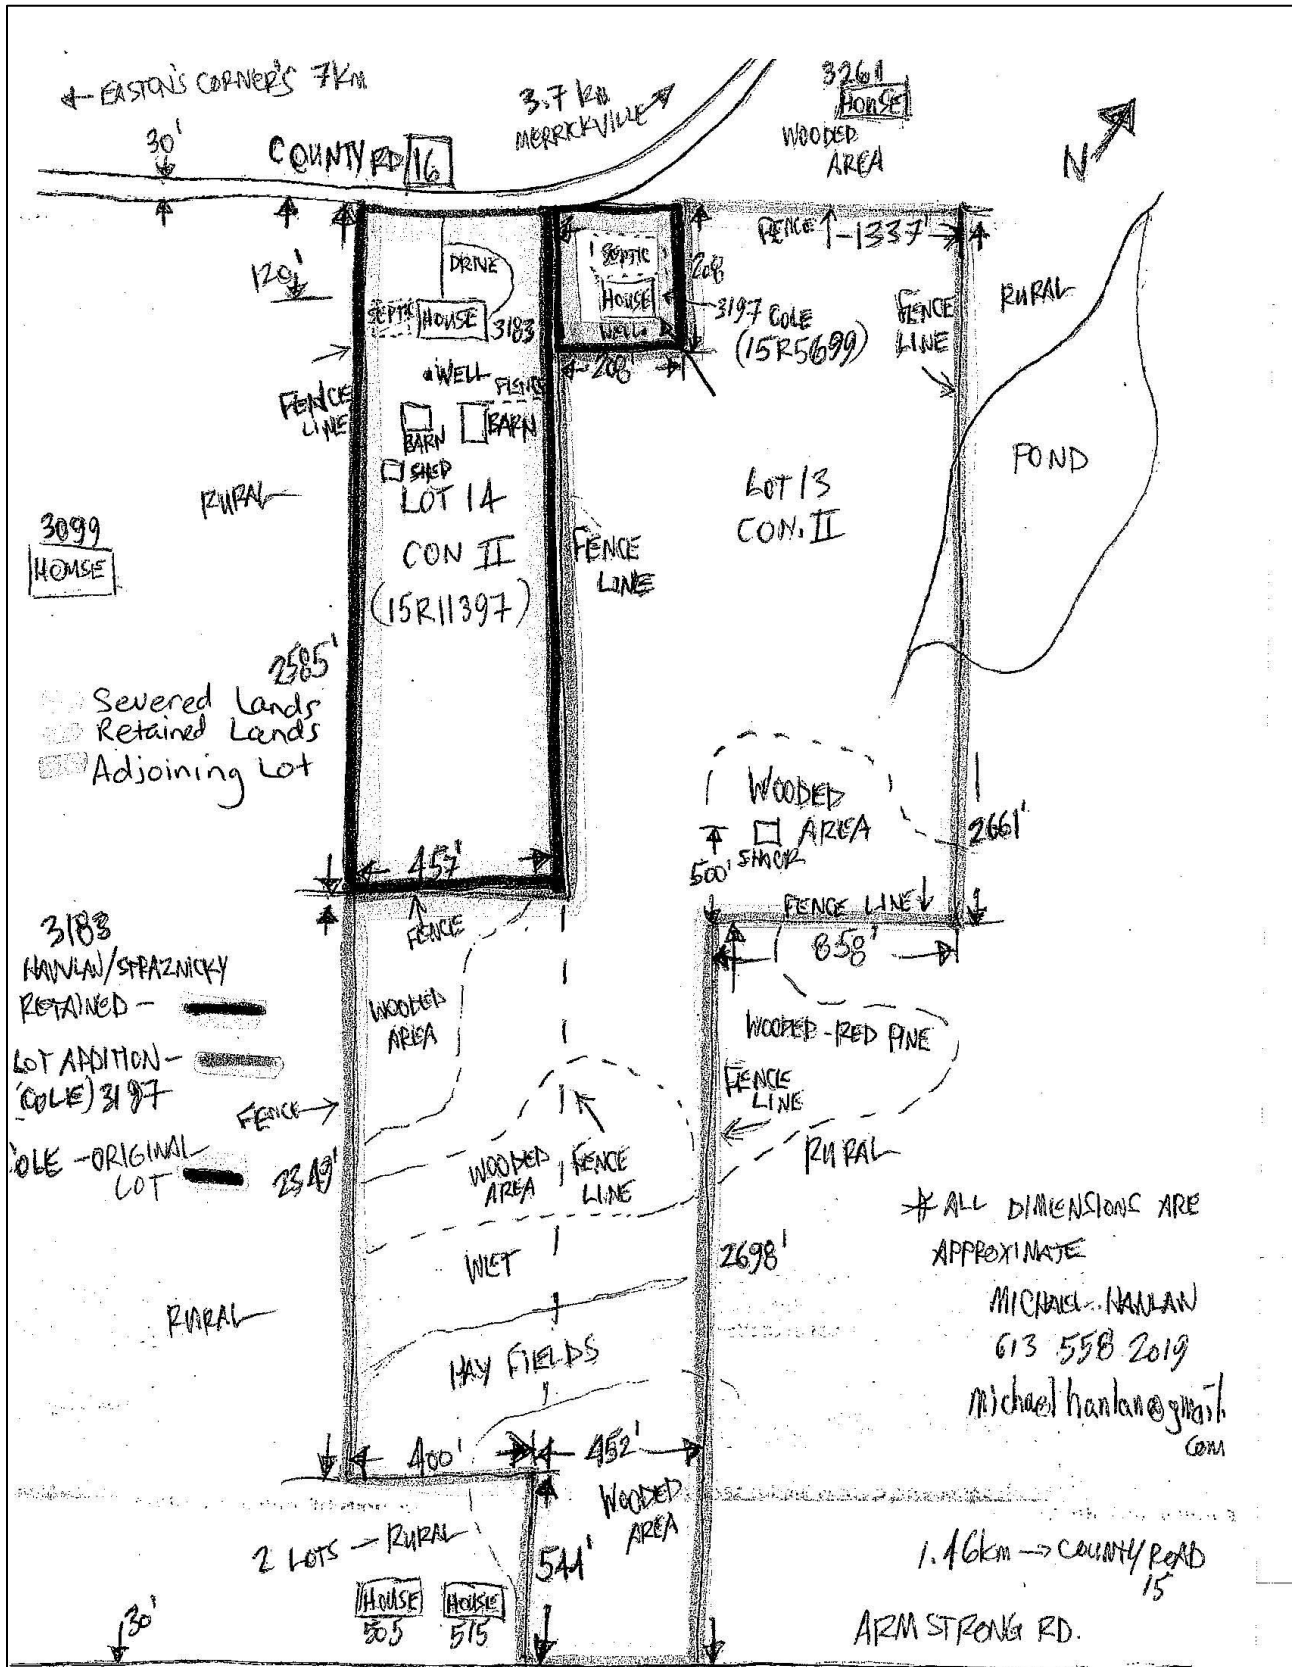 ← EASTON'S CORNER'S 7KM
3.7 KM
MERRICKVILLE
3261
HOUSE
WOODED
AREA
N
30'
COUNTY RD 16
120'
DRIVE
SEPTIC
HOUSE
3183
WELL
FENCE
BARN
BARN
SHED
LOT 14
CON II
(15R11397)
FENCE
LINE
SEPTIC
HOUSE
WELL
208
208'
3197 COLE
(15R5699)
FENCE
1337'
FENCE
LINE
RURAL
POND
LOT 13
CON. II
FENCE
LINE
RURAL
3099
HOUSE
2585'
Severed Lands
Retained Lands
Adjoining Lot
WOODED
AREA
SHACK
500'
2661'
457'
FENCE
FENCE LINE
858'
3183
HANLAN/STRAZNICKY
RETAINED -
LOT ADDITION -
COLE) 3197
OLE - ORIGINAL
LOT
WOODED
AREA
FENCE
2349'
WOODED
AREA
FENCE
LINE
WOODED - RED PINE
FENCE
LINE
RURAL
WET
2698'
RURAL
HAY FIELDS
* ALL DIMENSIONS ARE
APPROXIMATE
MICHAEL HANLAN
613 558 2019
michaelhanlan@gmail.
com
400'
452'
WOODED
AREA
2 LOTS - RURAL
544'
HOUSE
505
HOUSE
515
30'
1.46km → COUNTY ROAD
15
ARMSTRONG RD.